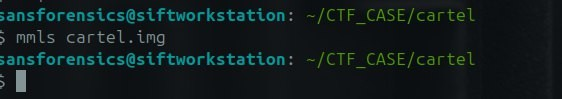 sansforensics@siftworkstation: ~/CTF_CASE/cartel
$ mmls cartel.img
sansforensics@siftworkstation: ~/CTF_CASE/cartel
$